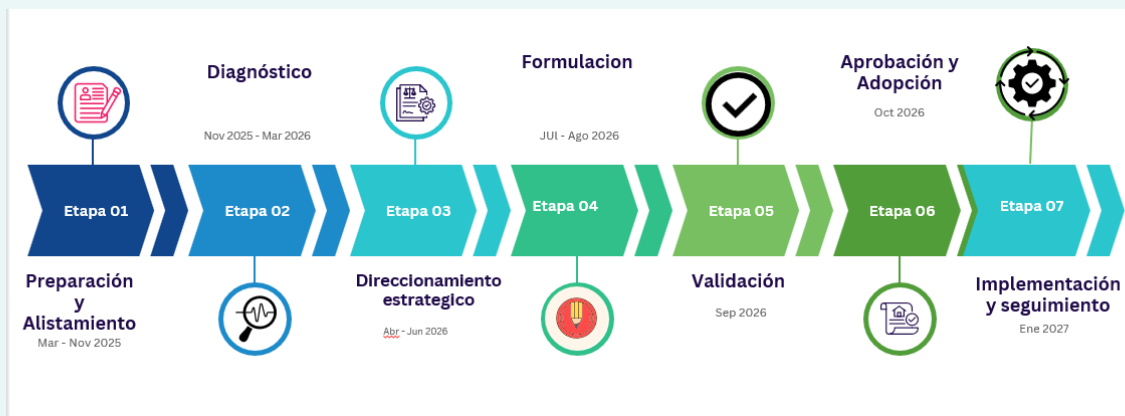 Etapa 01
Preparación
y
Alistamiento
Mar - Nov 2025
Diagnóstico
Nov 2025 - Mar 2026
Etapa 02
Etapa 03
Direccionamiento
estrategico
Abr - Jun 2026
Formulacion
JUl - Ago 2026
Etapa 04
Etapa 05
Validación
Sep 2026
Aprobación y
Adopción
Oct 2026
Etapa 06
Etapa 07
Implementación
y seguimiento
Ene 2027